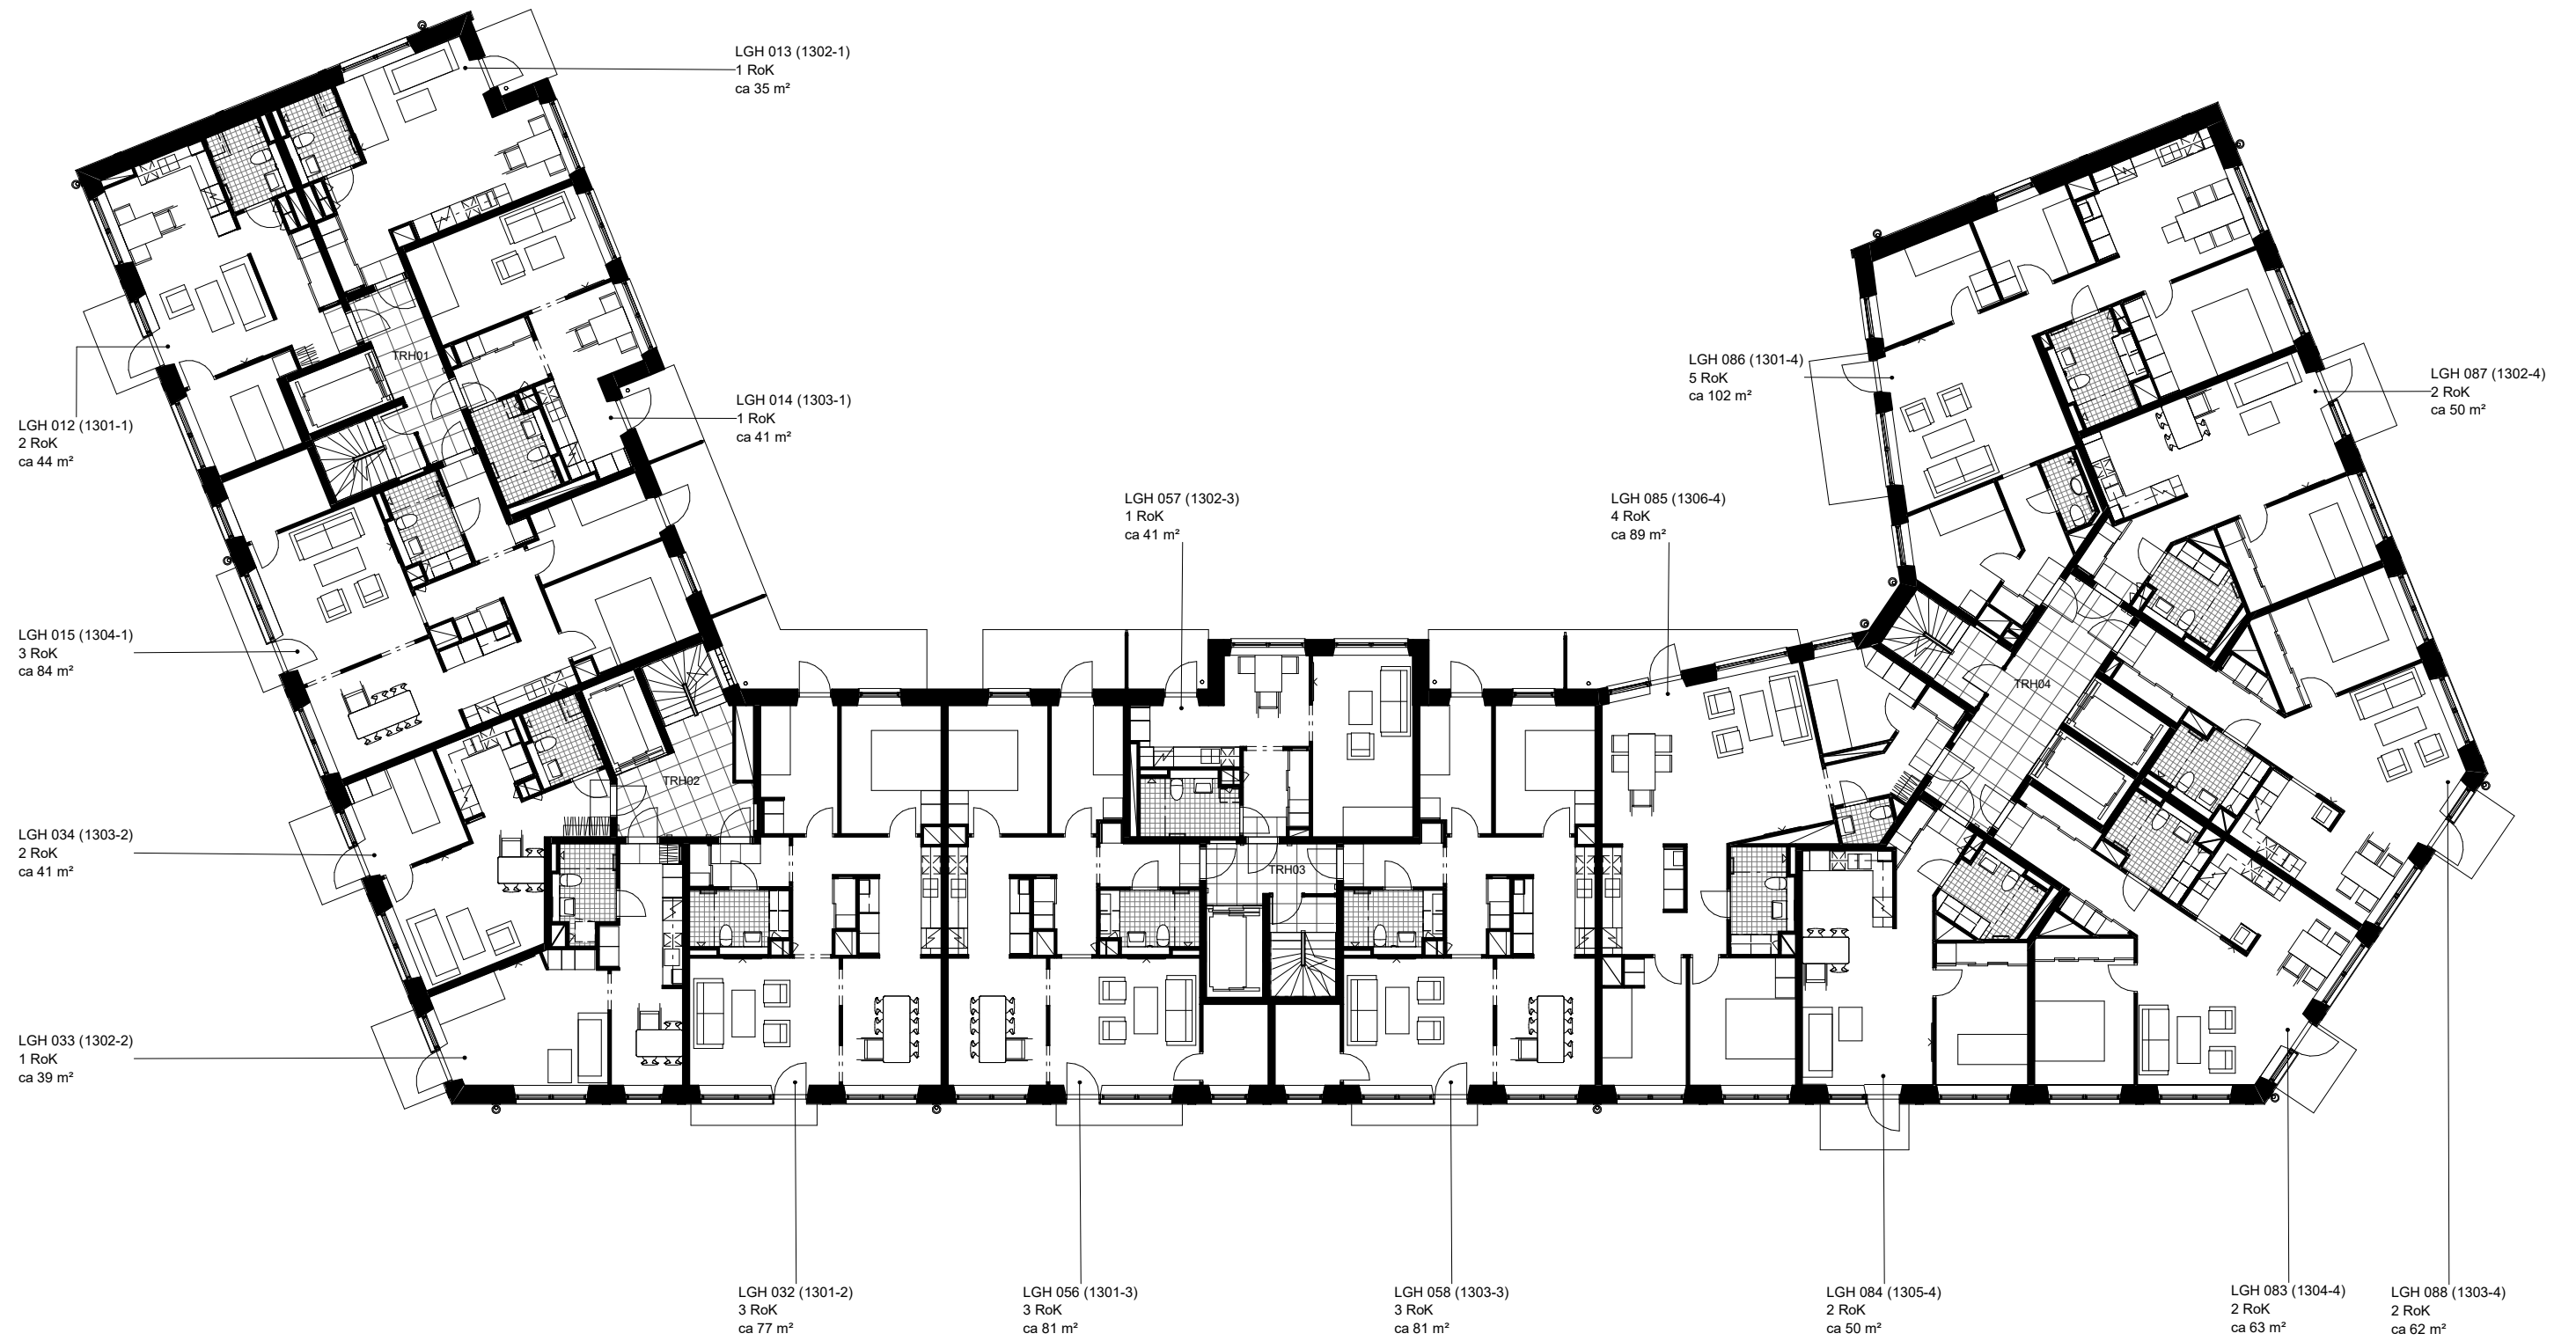 LGH 013 (1302-1)
1 RoK
ca 35 m²
TRH01
LGH 086 (1301-4)
5 RoK
ca 102 m²
LGH 087 (1302-4)
2 RoK
ca 50 m²
LGH 014 (1303-1)
1 RoK
ca 41 m²
LGH 012 (1301-1)
2 RoK
ca 44 m²
LGH 057 (1302-3)
1 RoK
ca 41 m²
LGH 085 (1306-4)
4 RoK
ca 89 m²
LGH 015 (1304-1)
3 RoK
ca 84 m²
TRH04
TRH02
LGH 034 (1303-2)
2 RoK
ca 41 m²
TRH03
LGH 033 (1302-2)
1 RoK
ca 39 m²
LGH 032 (1301-2)
3 RoK
ca 77 m²
LGH 056 (1301-3)
3 RoK
ca 81 m²
LGH 058 (1303-3)
3 RoK
ca 81 m²
LGH 084 (1305-4)
2 RoK
ca 50 m²
LGH 083 (1304-4)
2 RoK
ca 63 m²
LGH 088 (1303-4)
2 RoK
ca 62 m²